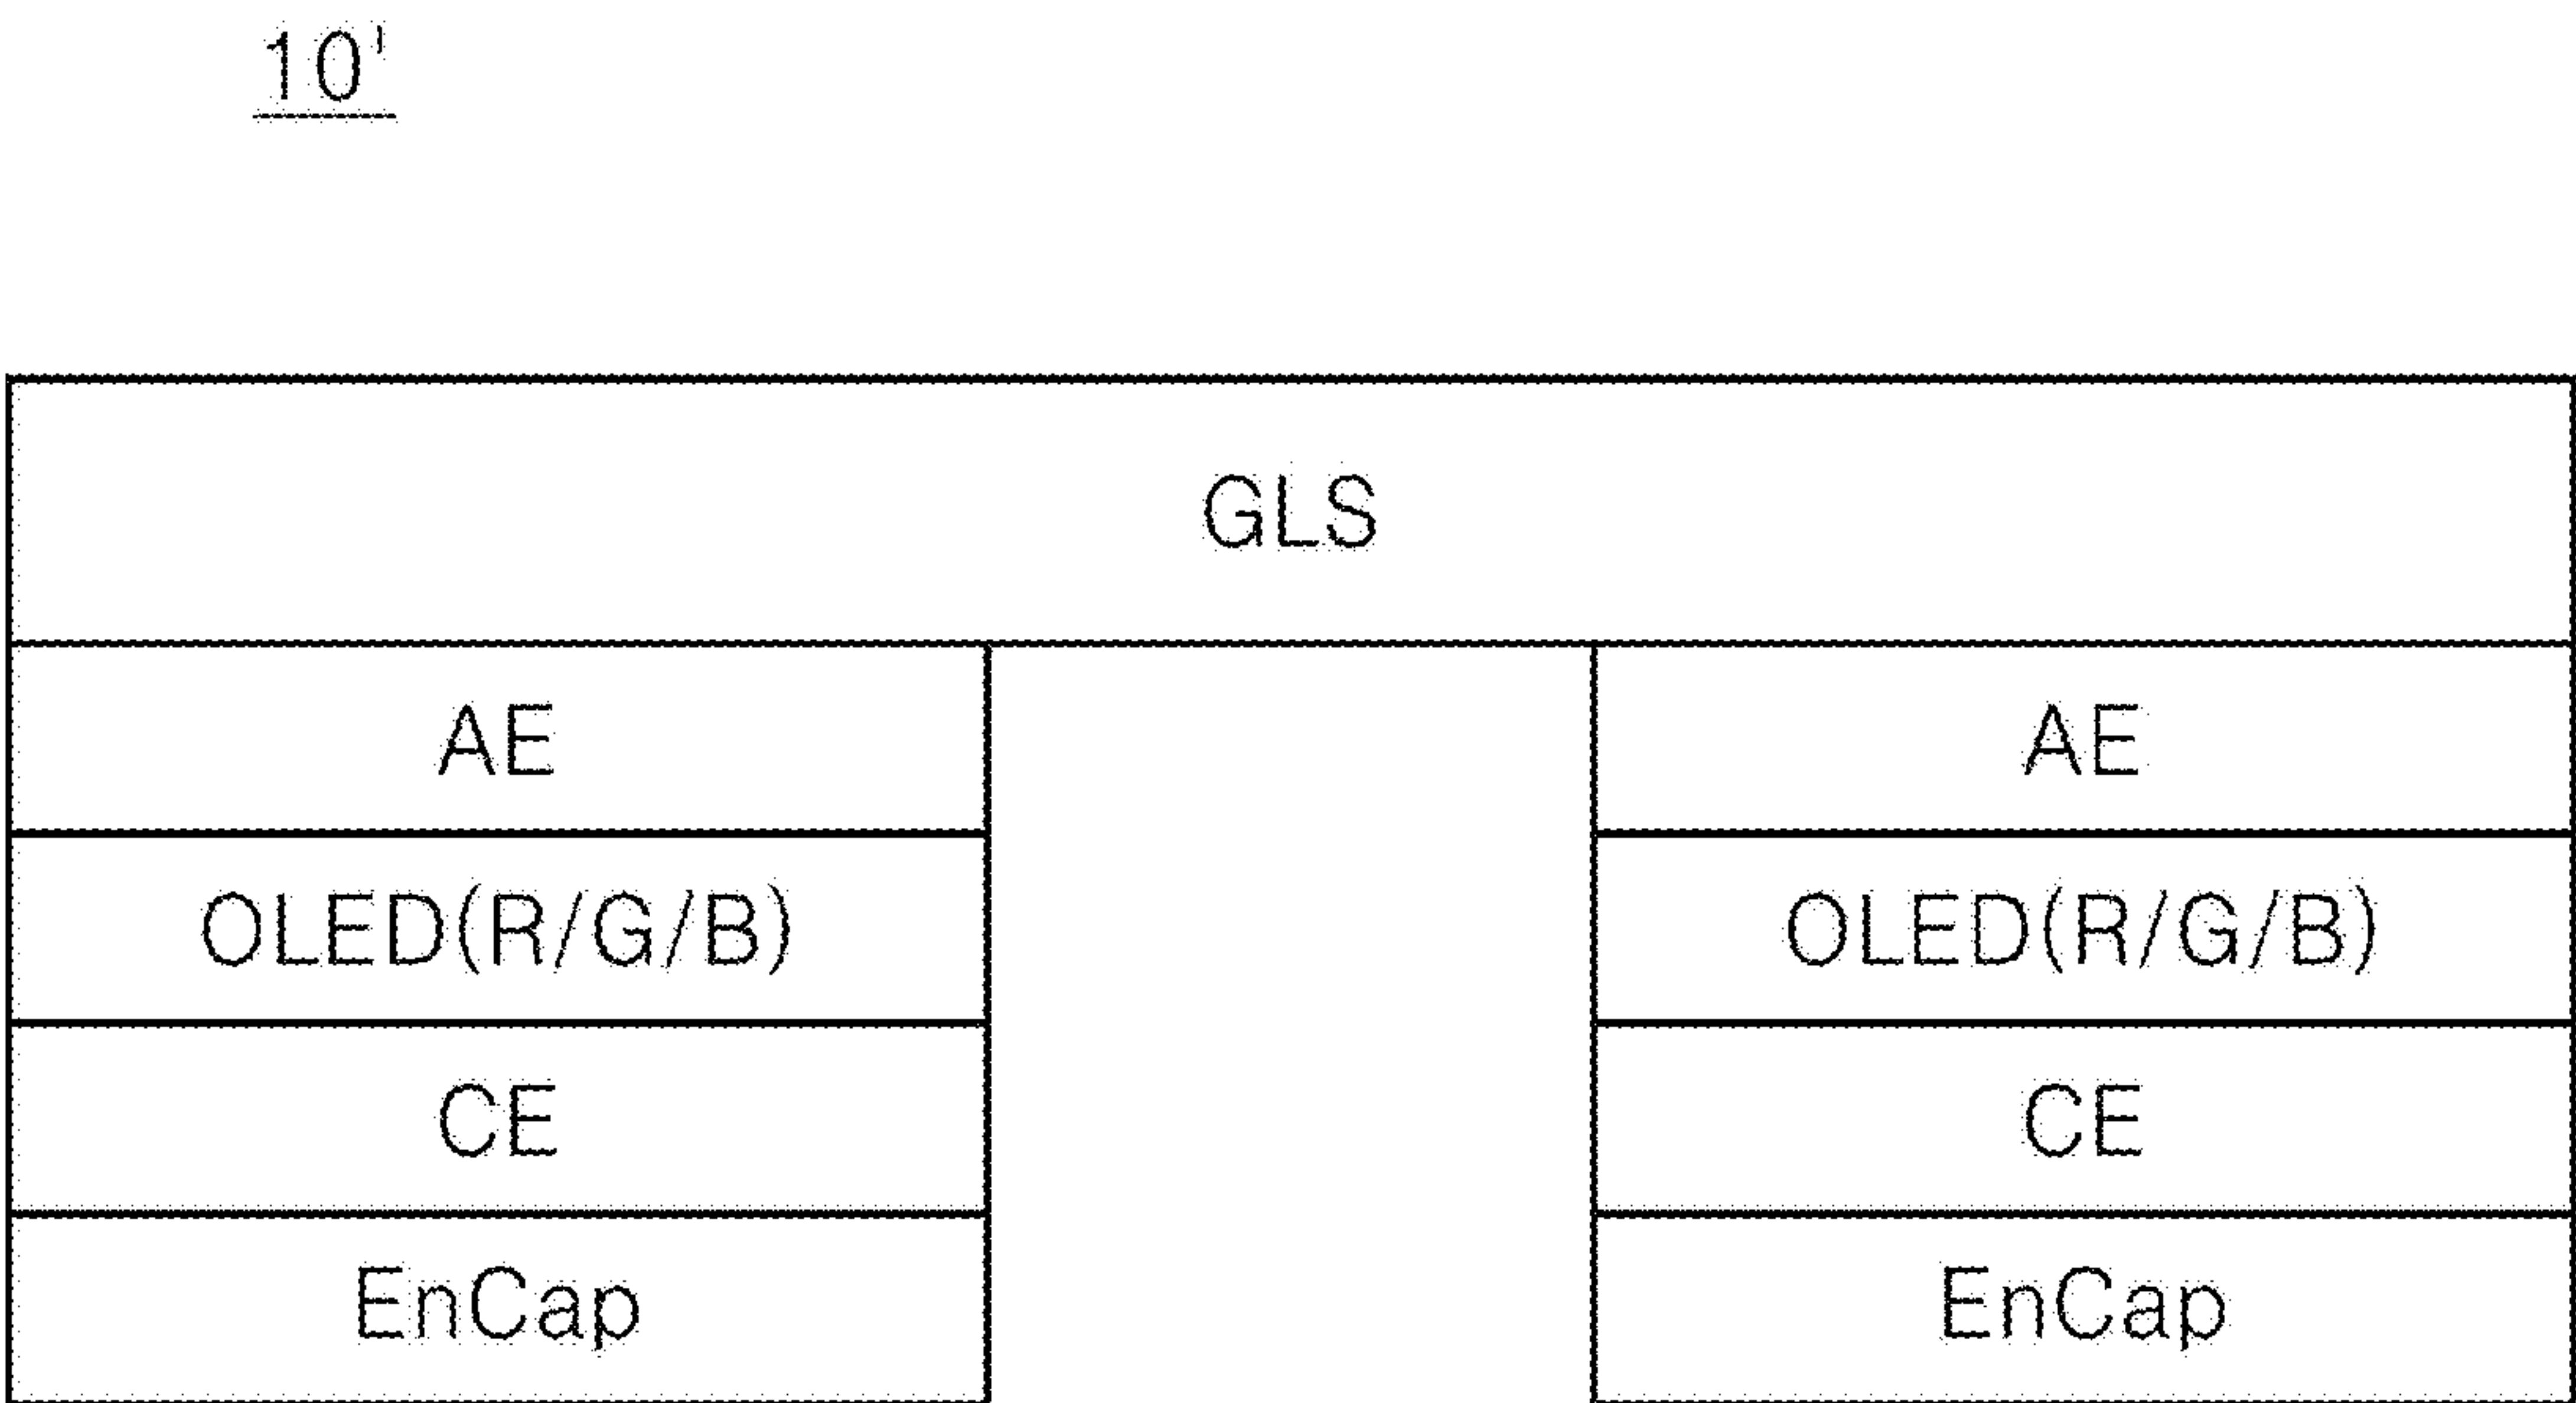 10'
GLS
AE AE
OLED(R/G/B) OLED(R/G/B)
CE CE
EnCap EnCap